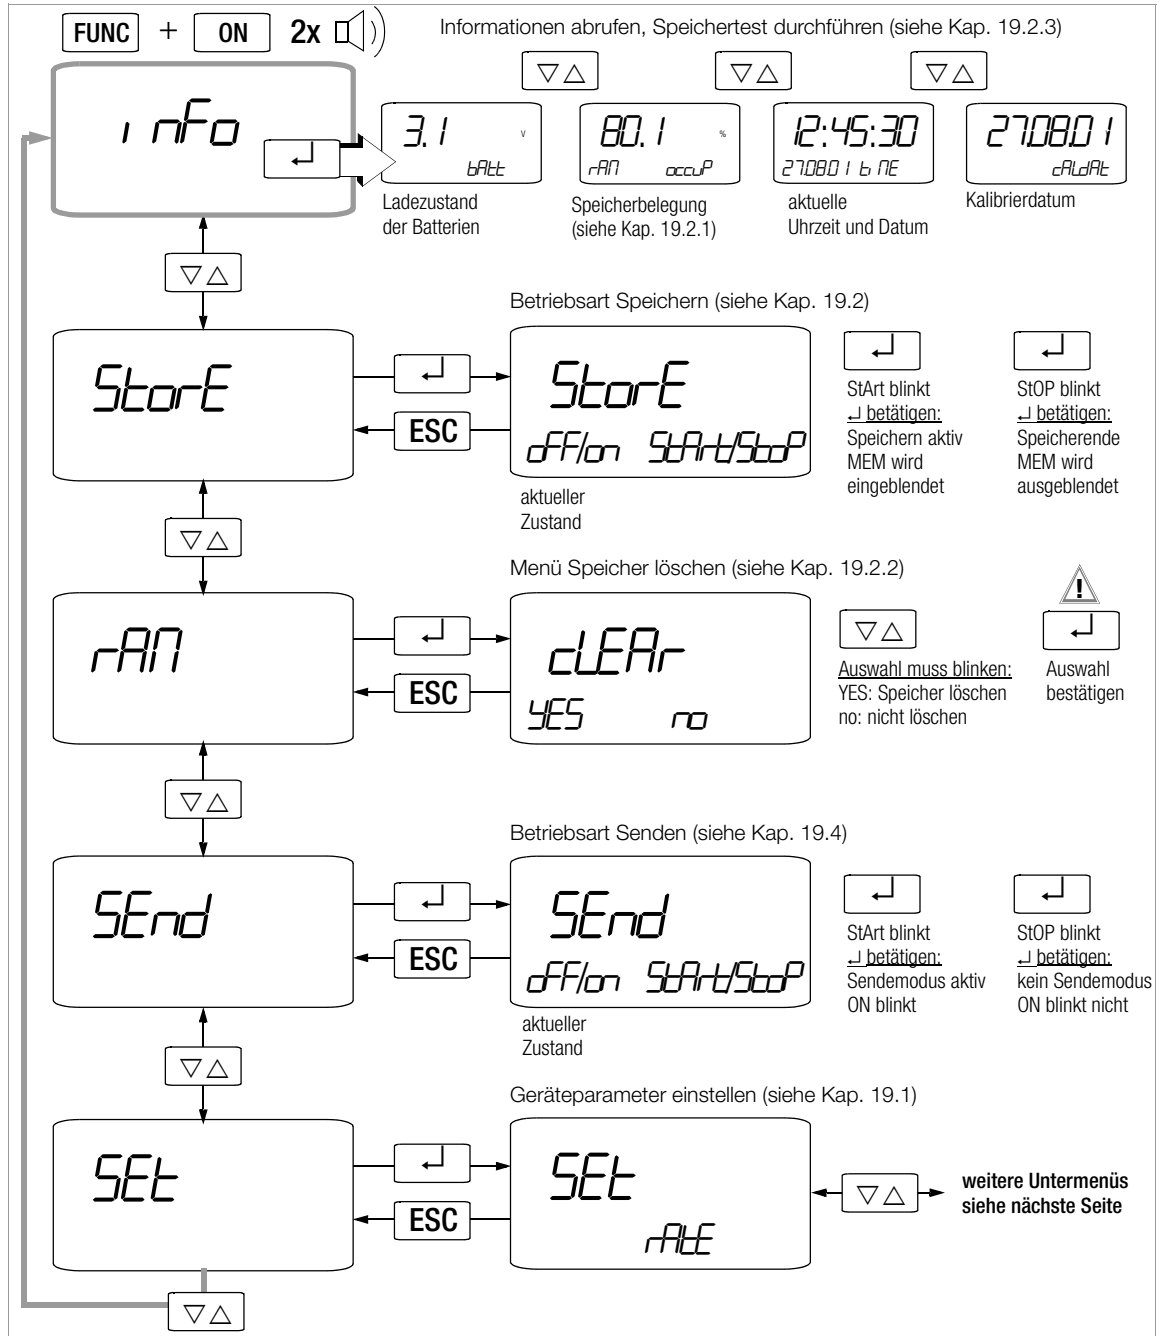 FUNC + ON 2x
Informationen abrufen, Speichertest durchführen (siehe Kap. 19.2.3)
▽△ ▽△ ▽△
inFo
↵
3.1 V
bAtt
80.1 %
rAM occuP
12:45:30
27.08.01 tiME
27.08.01
cALdAt
Ladezustand
der Batterien
Speicherbelegung
(siehe Kap. 19.2.1)
aktuelle
Uhrzeit und Datum
Kalibrierdatum
▽△
Betriebsart Speichern (siehe Kap. 19.2)
StorE
↵
ESC
StorE
oFF/on StArt/StoP
aktueller
Zustand
↵
StArt blinkt
↵ betätigen:
Speichern aktiv
MEM wird
eingeblendet
↵
StOP blinkt
↵ betätigen:
Speicherende
MEM wird
ausgeblendet
▽△
Menü Speicher löschen (siehe Kap. 19.2.2)
rAM
↵
ESC
cLEAr
YES no
▽△
Auswahl muss blinken:
YES: Speicher löschen
no: nicht löschen
!
↵
Auswahl
bestätigen
▽△
Betriebsart Senden (siehe Kap. 19.4)
SEnd
↵
ESC
SEnd
oFF/on StArt/StoP
aktueller
Zustand
↵
StArt blinkt
↵ betätigen:
Sendemodus aktiv
ON blinkt
↵
StOP blinkt
↵ betätigen:
kein Sendemodus
ON blinkt nicht
▽△
Geräteparameter einstellen (siehe Kap. 19.1)
SEt
↵
ESC
SEt
rAtE
▽△
weitere Untermenüs
siehe nächste Seite
▽△